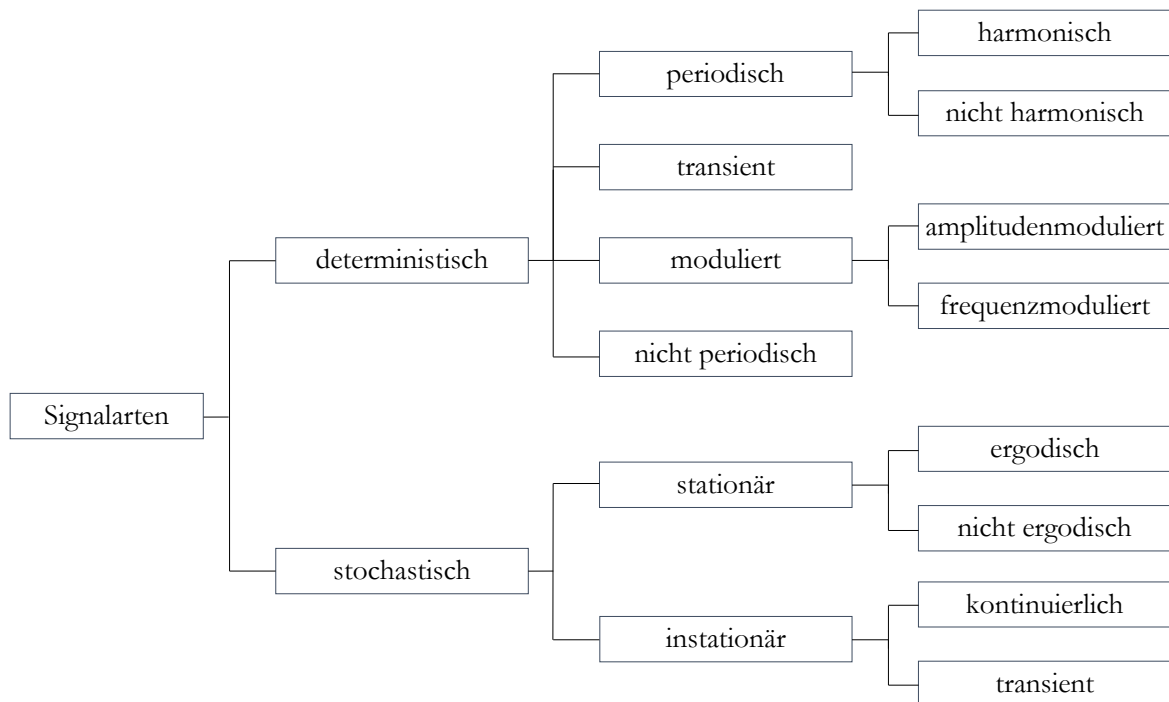 harmonisch
periodisch
nicht harmonisch
transient
amplitudenmoduliert
deterministisch
moduliert
frequenzmoduliert
nicht periodisch
Signalarten
ergodisch
stationär
nicht ergodisch
stochastisch
kontinuierlich
instationär
transient